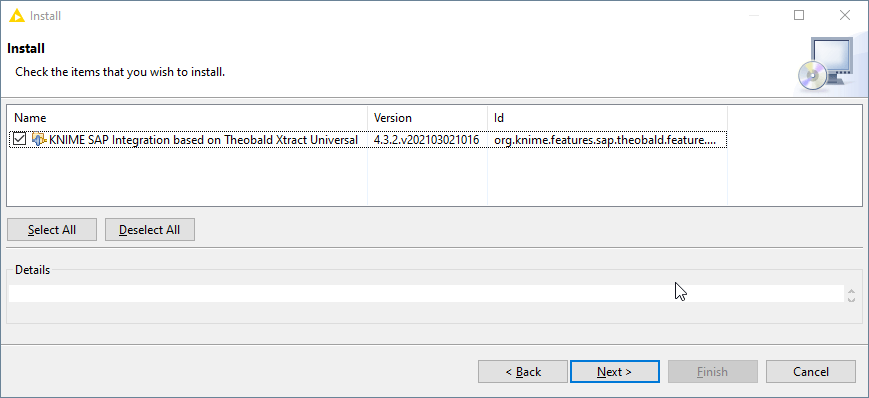 Install
Install
Check the items that you wish to install.
Name Version Id
KNIME SAP Integration based on Theobald Xtract Universal 4.3.2.v202103021016 org.knime.features.sap.theobald.feature....
Select All Deselect All
Details
< Back Next > Finish Cancel